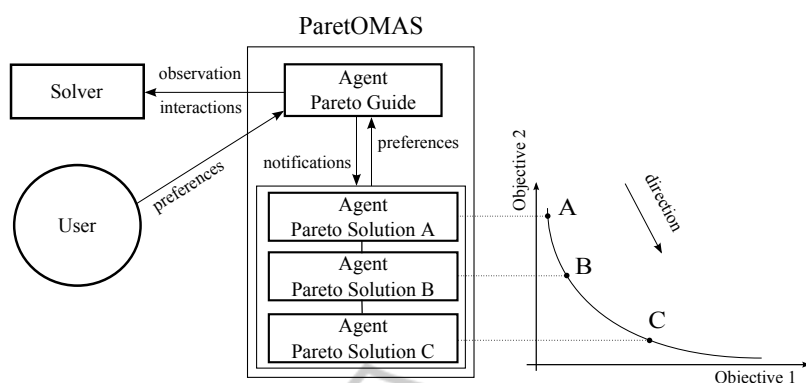 ParetOMAS
Solver
observation
interactions
Agent
Pareto Guide
User
preferences
notifications
preferences
Agent
Pareto Solution A
Agent
Pareto Solution B
Agent
Pareto Solution C
Objective 2
direction
A
B
C
Objective 1